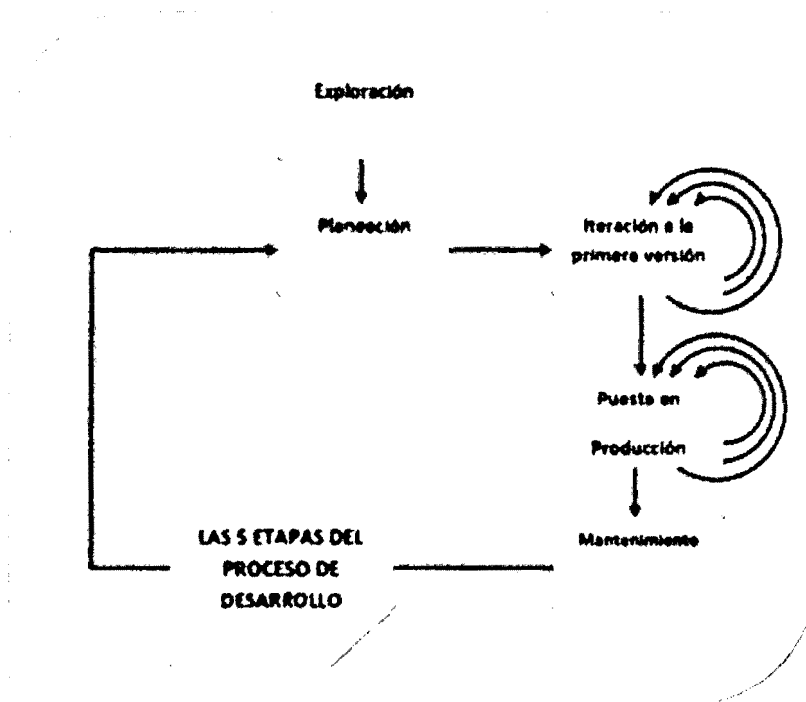 Exploración
Planeación
Iteración a la
primera versión
Puesta en
Producción
Mantenimiento
LAS 5 ETAPAS DEL
PROCESO DE
DESARROLLO